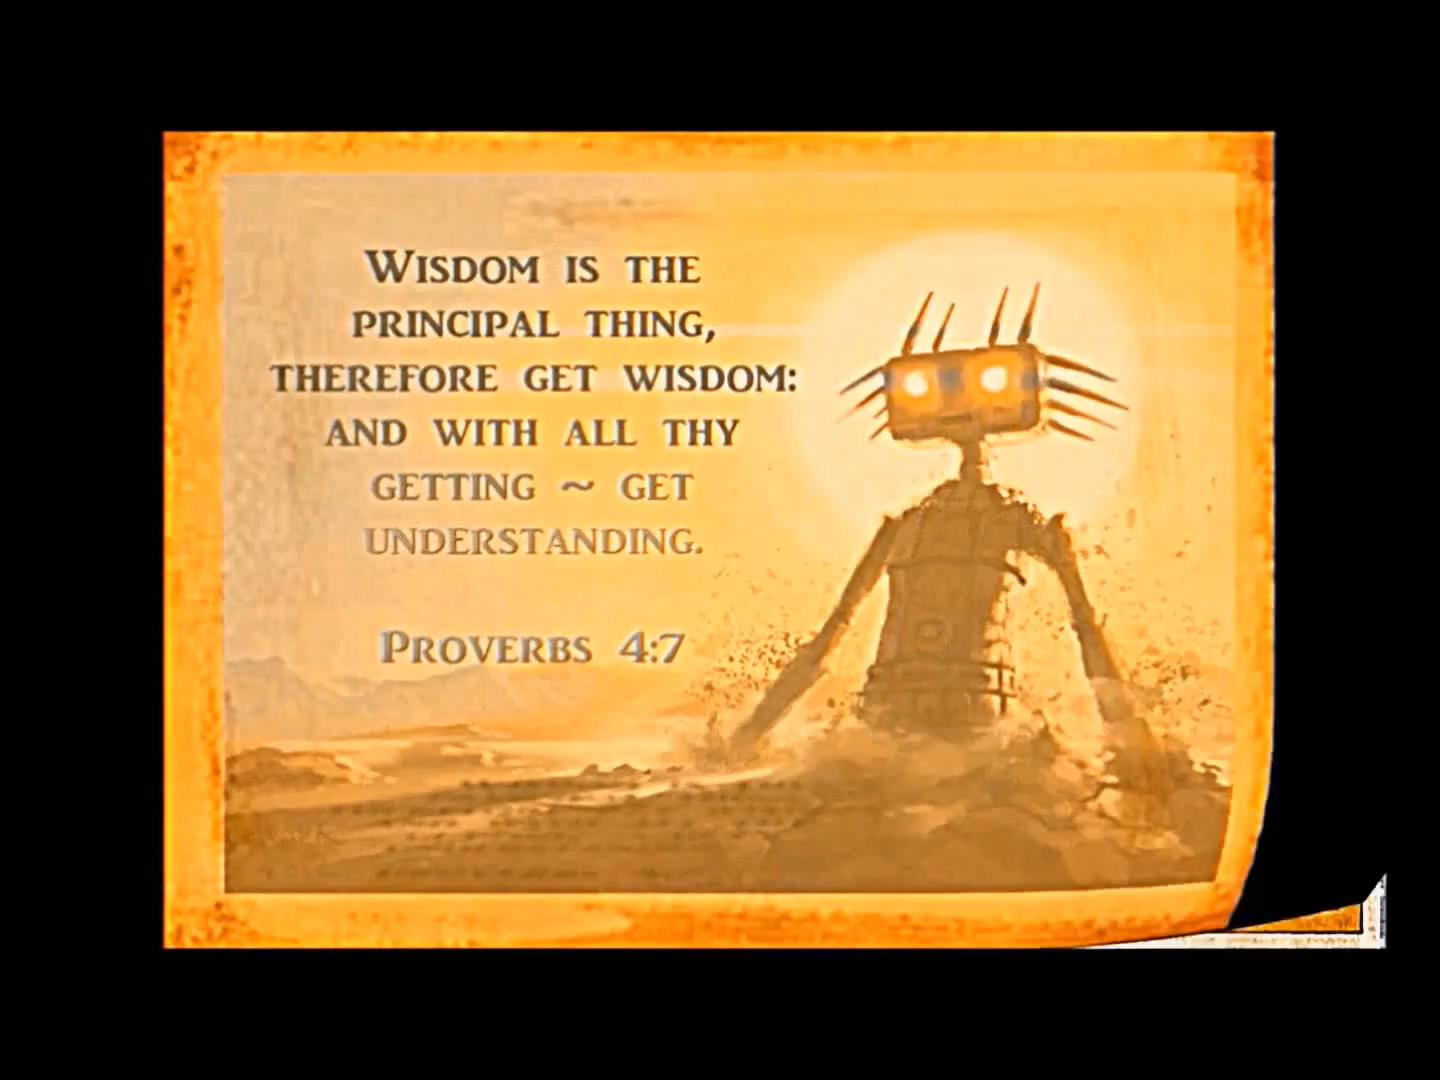 WISDOM IS THE
PRINCIPAL THING,
THEREFORE GET WISDOM:
AND WITH ALL THY
GETTING ~ GET
UNDERSTANDING.
PROVERBS 4:7